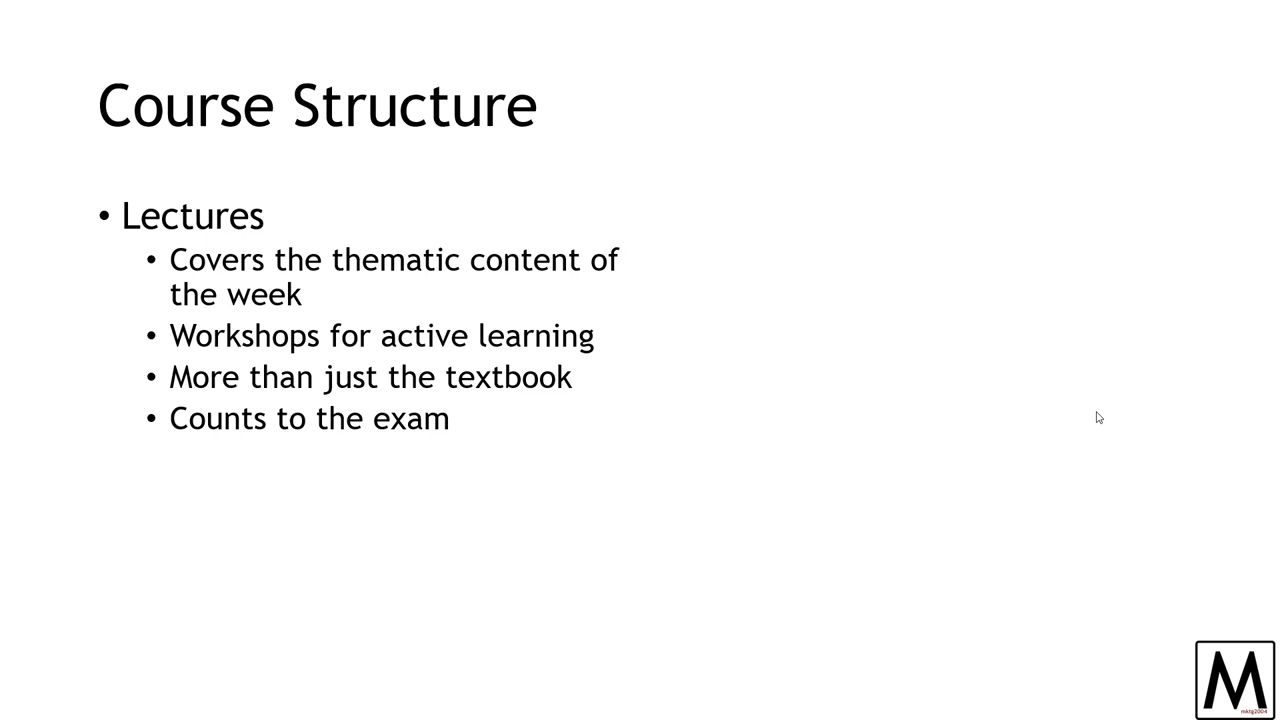 Course Structure
• Lectures
• Covers the thematic content of
the week
• Workshops for active learning
• More than just the textbook
• Counts to the exam
M
mktg2004